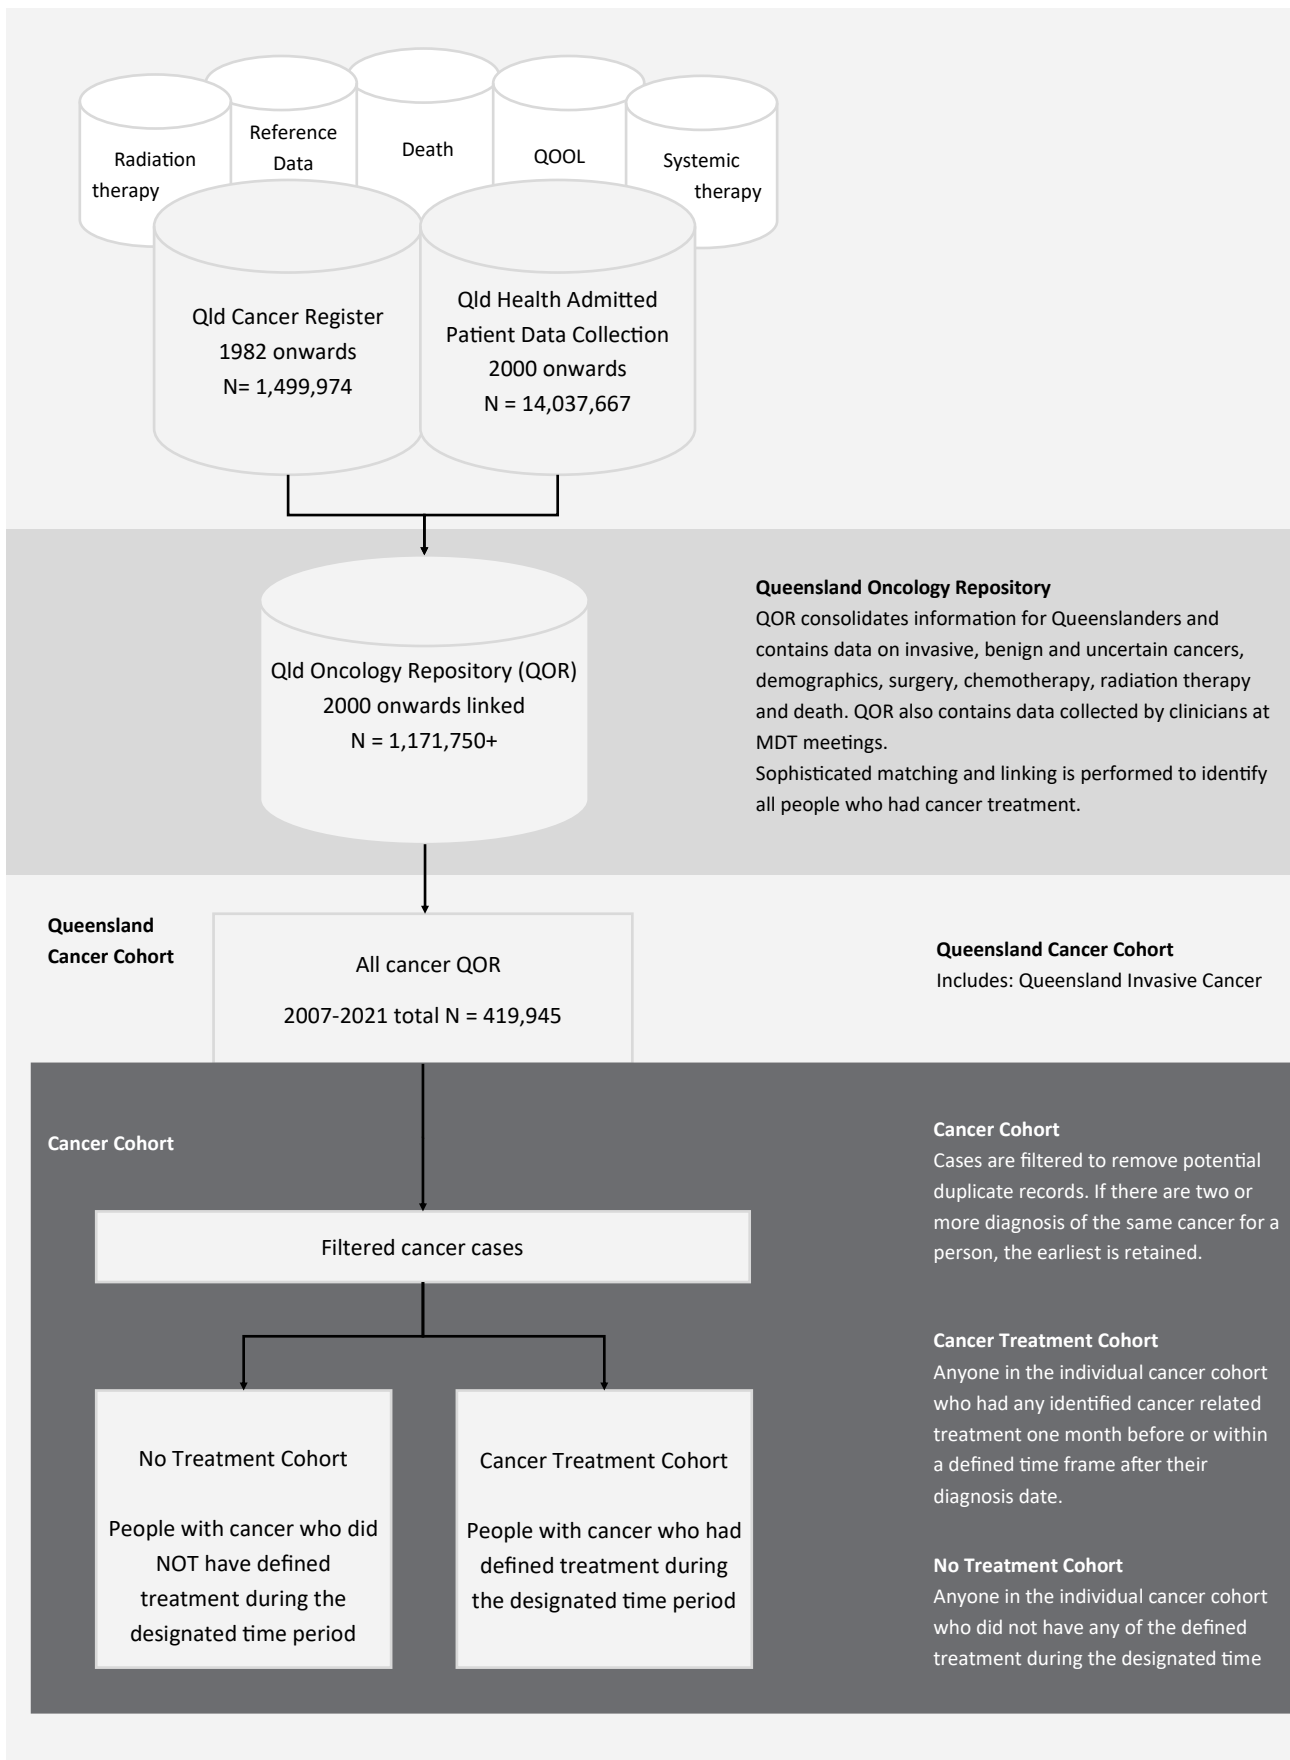 Radiation
therapy
Reference
Data
Death
QOOL
Systemic
therapy
Qld Cancer Register
1982 onwards
N= 1,499,974
Qld Health Admitted
Patient Data Collection
2000 onwards
N = 14,037,667
Qld Oncology Repository (QOR)
2000 onwards linked
N = 1,171,750+
Queensland Oncology Repository
QOR consolidates information for Queenslanders and
contains data on invasive, benign and uncertain cancers,
demographics, surgery, chemotherapy, radiation therapy
and death. QOR also contains data collected by clinicians at
MDT meetings.
Sophisticated matching and linking is performed to identify
all people who had cancer treatment.
Queensland
Cancer Cohort
All cancer QOR
2007-2021 total N = 419,945
Queensland Cancer Cohort
Includes: Queensland Invasive Cancer
Cancer Cohort
Filtered cancer cases
Cancer Cohort
Cases are filtered to remove potential
duplicate records. If there are two or
more diagnosis of the same cancer for a
person, the earliest is retained.
No Treatment Cohort
People with cancer who did
NOT have defined
treatment during the
designated time period
Cancer Treatment Cohort
People with cancer who had
defined treatment during
the designated time period
Cancer Treatment Cohort
Anyone in the individual cancer cohort
who had any identified cancer related
treatment one month before or within
a defined time frame after their
diagnosis date.
No Treatment Cohort
Anyone in the individual cancer cohort
who did not have any of the defined
treatment during the designated time